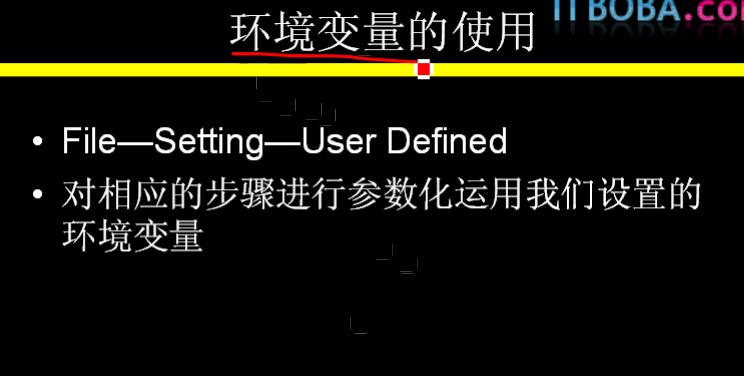 ITBOBA.co
环境变量的使用
• File—Setting—User Defined
• 对相应的步骤进行参数化运用我们设置的
环境变量